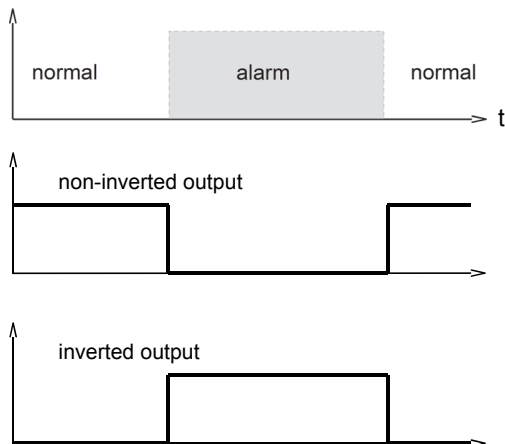 normal alarm normal
t
non-inverted output
inverted output